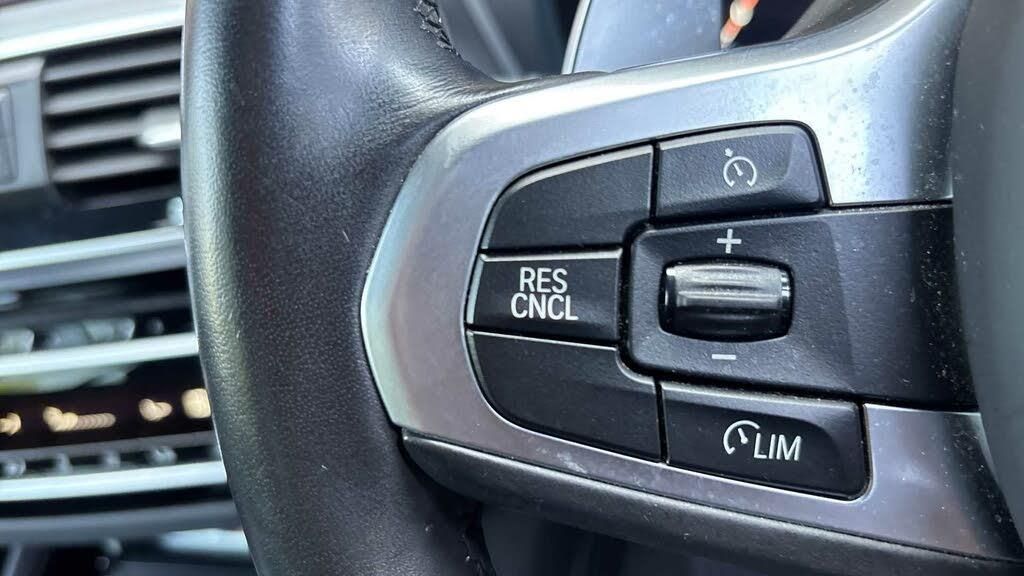 +
RES
CNCL
–
LIM